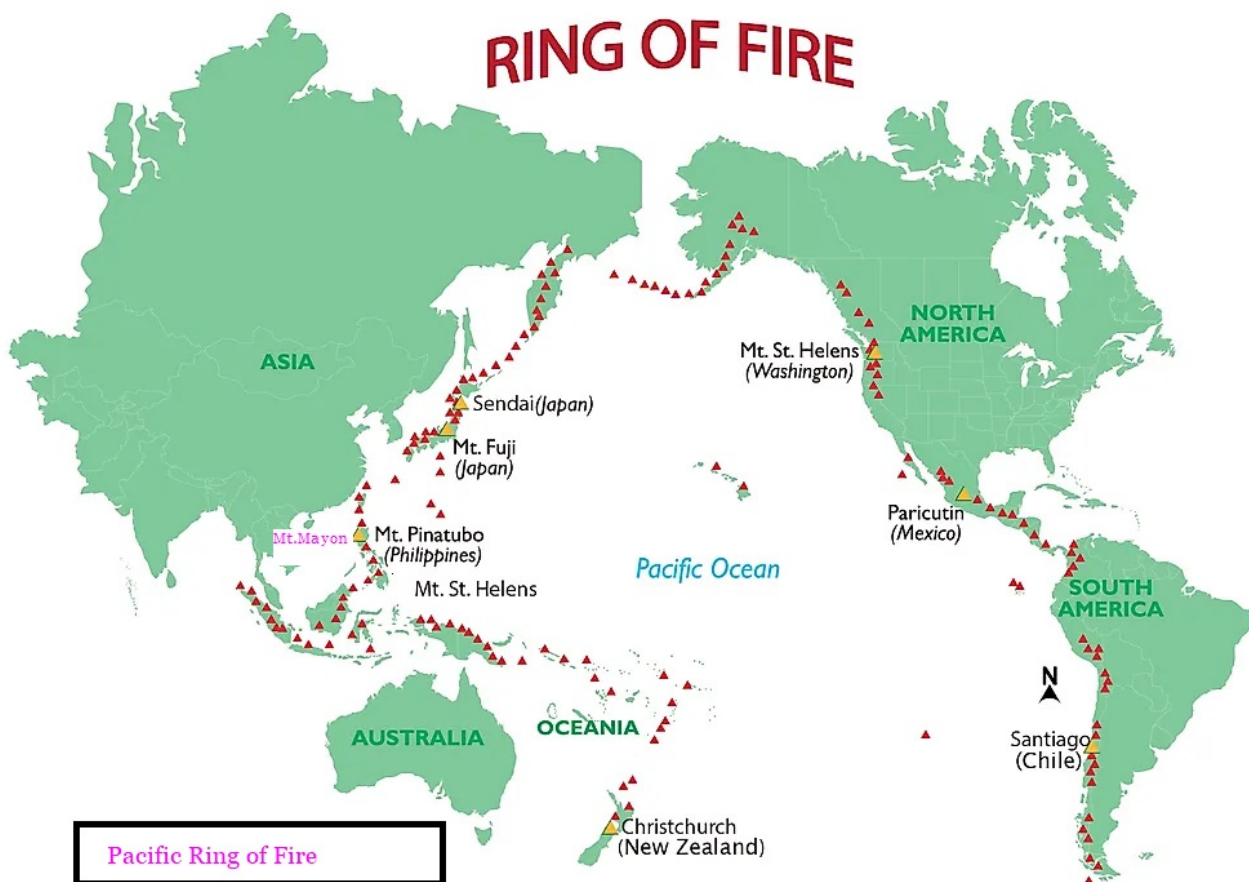 RING OF FIRE
NORTH
AMERICA
ASIA
Mt. St. Helens
(Washington)
Sendai(Japan)
Mt. Fuji
(Japan)
Paricutin
(Mexico)
Mt.Mayon
Mt. Pinatubo
(Philippines)
Pacific Ocean
Mt. St. Helens
SOUTH
AMERICA
N
OCEANIA
AUSTRALIA
Santiago
(Chile)
Christchurch
(New Zealand)
Pacific Ring of Fire